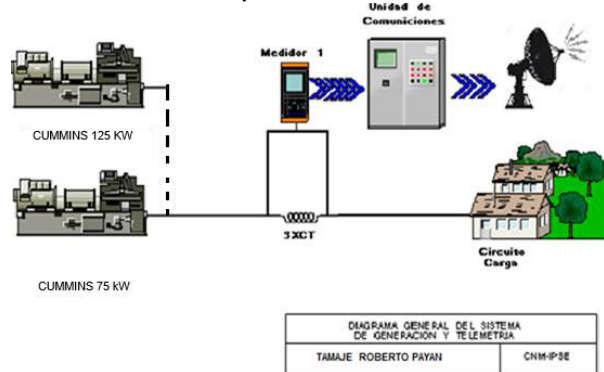 Unidad de
Comuniciones
Medidor 1
CUMMINS 125 KW
3XCT
CUMMINS 75 kW
Circuito
Carga
DIAGRAMA GENERAL DEL SISTEMA
DE GENERACION Y TELEMETRIA
TAMAJE ROBERTO PAYAN
CNM-IPSE